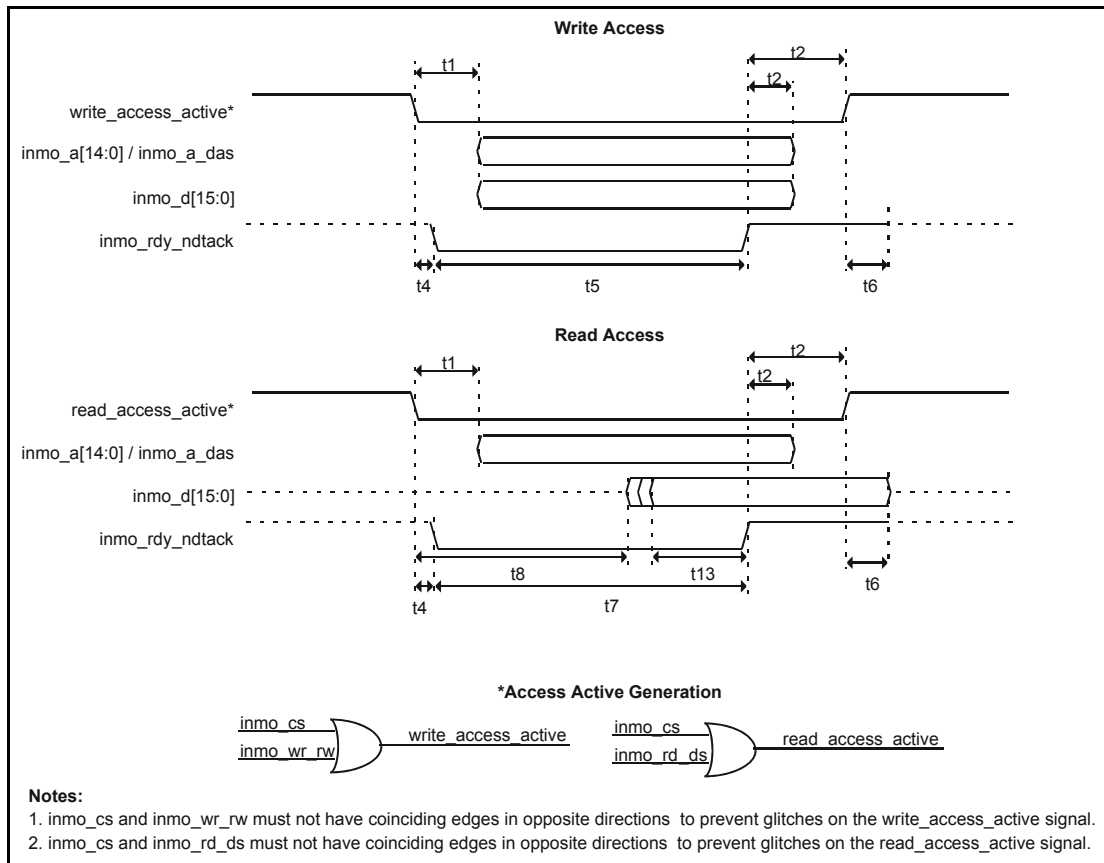 Write Access
t1
t2
t2
write_access_active*
inmo_a[14:0] / inmo_a_das
inmo_d[15:0]
inmo_rdy_ndtack
t4
t5
t6
Read Access
t1
t2
t2
read_access_active*
inmo_a[14:0] / inmo_a_das
inmo_d[15:0]
inmo_rdy_ndtack
t8
t13
t6
t4
t7
*Access Active Generation
inmo_cs
write_access_active
inmo_wr_rw
inmo_cs
read_access_active
inmo_rd_ds
Notes:
1. inmo_cs and inmo_wr_rw must not have coinciding edges in opposite directions to prevent glitches on the write_access_active signal.
2. inmo_cs and inmo_rd_ds must not have coinciding edges in opposite directions to prevent glitches on the read_access_active signal.